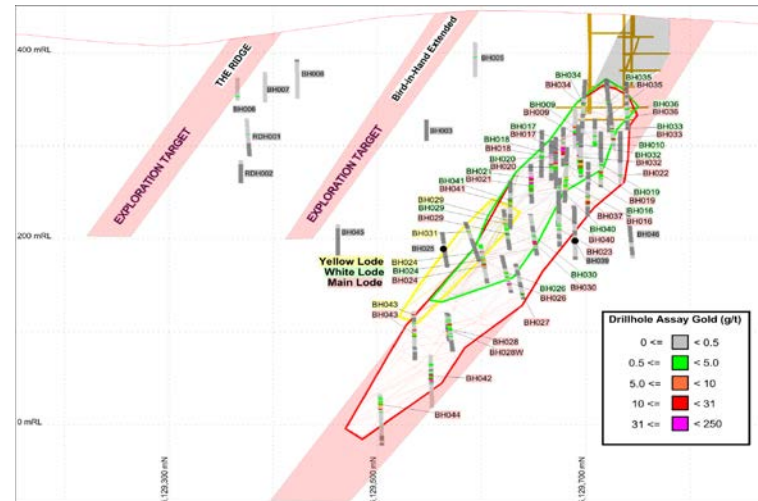 400 mRL
200 mRL
0 mRL
THE RIDGE
EXPLORATION TARGET
Bird-in-Hand Extended
EXPLORATION TARGET
BH008
BH007
BH006
RDH001
RDH002
BH005
BH003
BH045
BH034
BH034
BH009
BH009
BH017
BH017
BH018
BH018
BH020
BH020
BH021
BH021
BH041
BH041
BH029
BH029
BH029
BH031
BH025
BH024
BH024
BH024
Yellow Lode
White Lode
Main Lode
BH043
BH043
BH035
BH035
BH036
BH036
BH033
BH033
BH010
BH032
BH032
BH022
BH019
BH019
BH016
BH016
BH037
BH046
BH040
BH040
BH023
BH039
BH030
BH030
BH026
BH026
BH027
BH028
BH028W
BH042
BH044
Drillhole Assay Gold (g/t)
0 <= < 0.5
0.5 <= < 5.0
5.0 <= < 10
10 <= < 31
31 <= < 250
,129,300 mN
,129,500 mN
,129,700 mN